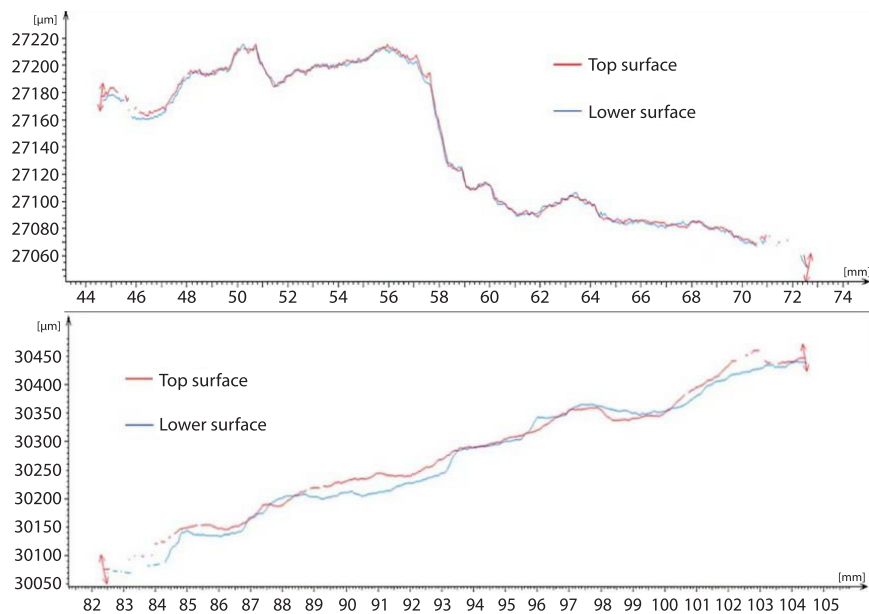 [μm]
27220
27200
27180
27160
27140
27120
27100
27080
27060
Top surface
Lower surface
[mm]
44 46 48 50 52 54 56 58 60 62 64 66 68 70 72 74
[μm]
30450
30400
30350
30300
30250
30200
30150
30100
30050
Top surface
Lower surface
[mm]
82 83 84 85 86 87 88 89 90 91 92 93 94 95 96 97 98 99 100 101 102 103 104 105